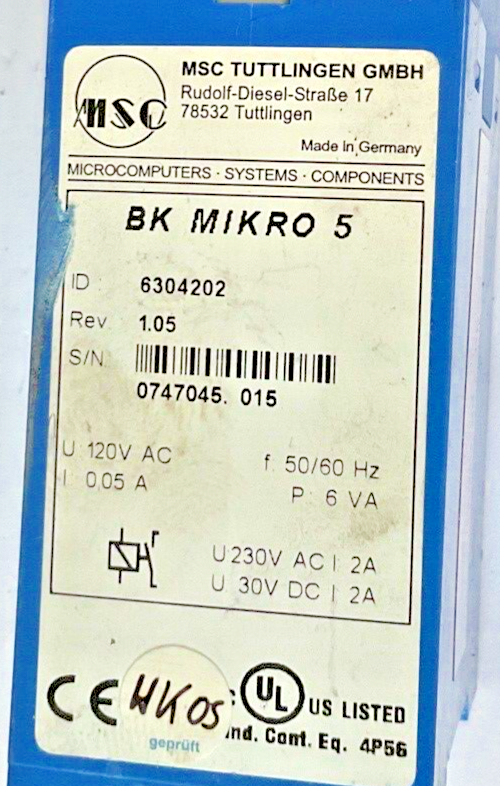 MSC TUTTLINGEN GMBH
Rudolf-Diesel-Straße 17
78532 Tuttlingen
MSC
Made In Germany
MICROCOMPUTERS · SYSTEMS · COMPONENTS
BK MIKRO 5
ID : 6304202
Rev. 1.05
S/N
0747045. 015
U: 120V AC f: 50/60 Hz
I: 0,05 A P: 6 VA
U:230V AC I: 2A
U: 30V DC I: 2A
CE HK05 c UL US LISTED
geprüft Ind. Cont. Eq. 4P56